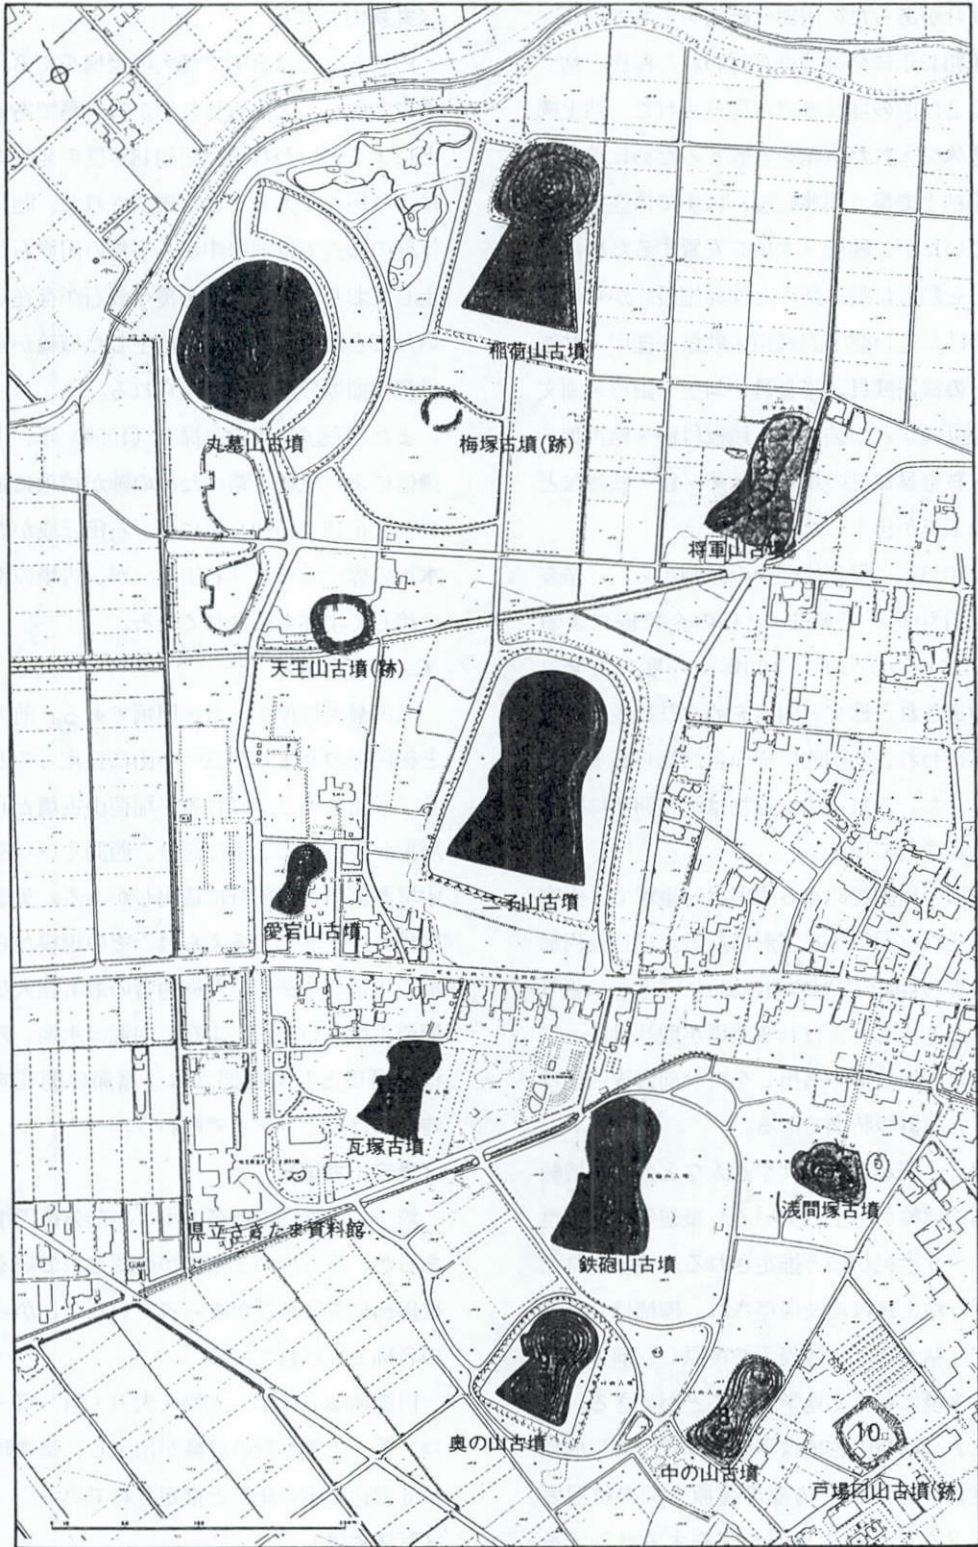 稲荷山古墳
丸墓山古墳
梅塚古墳(跡)
将軍山古墳
天王山古墳(跡)
二子山古墳
愛宕山古墳
瓦塚古墳
浅間塚古墳
県立さきたま資料館
鉄砲山古墳
9
奥の山古墳
8
中の山古墳
10
戸場口山古墳(跡)